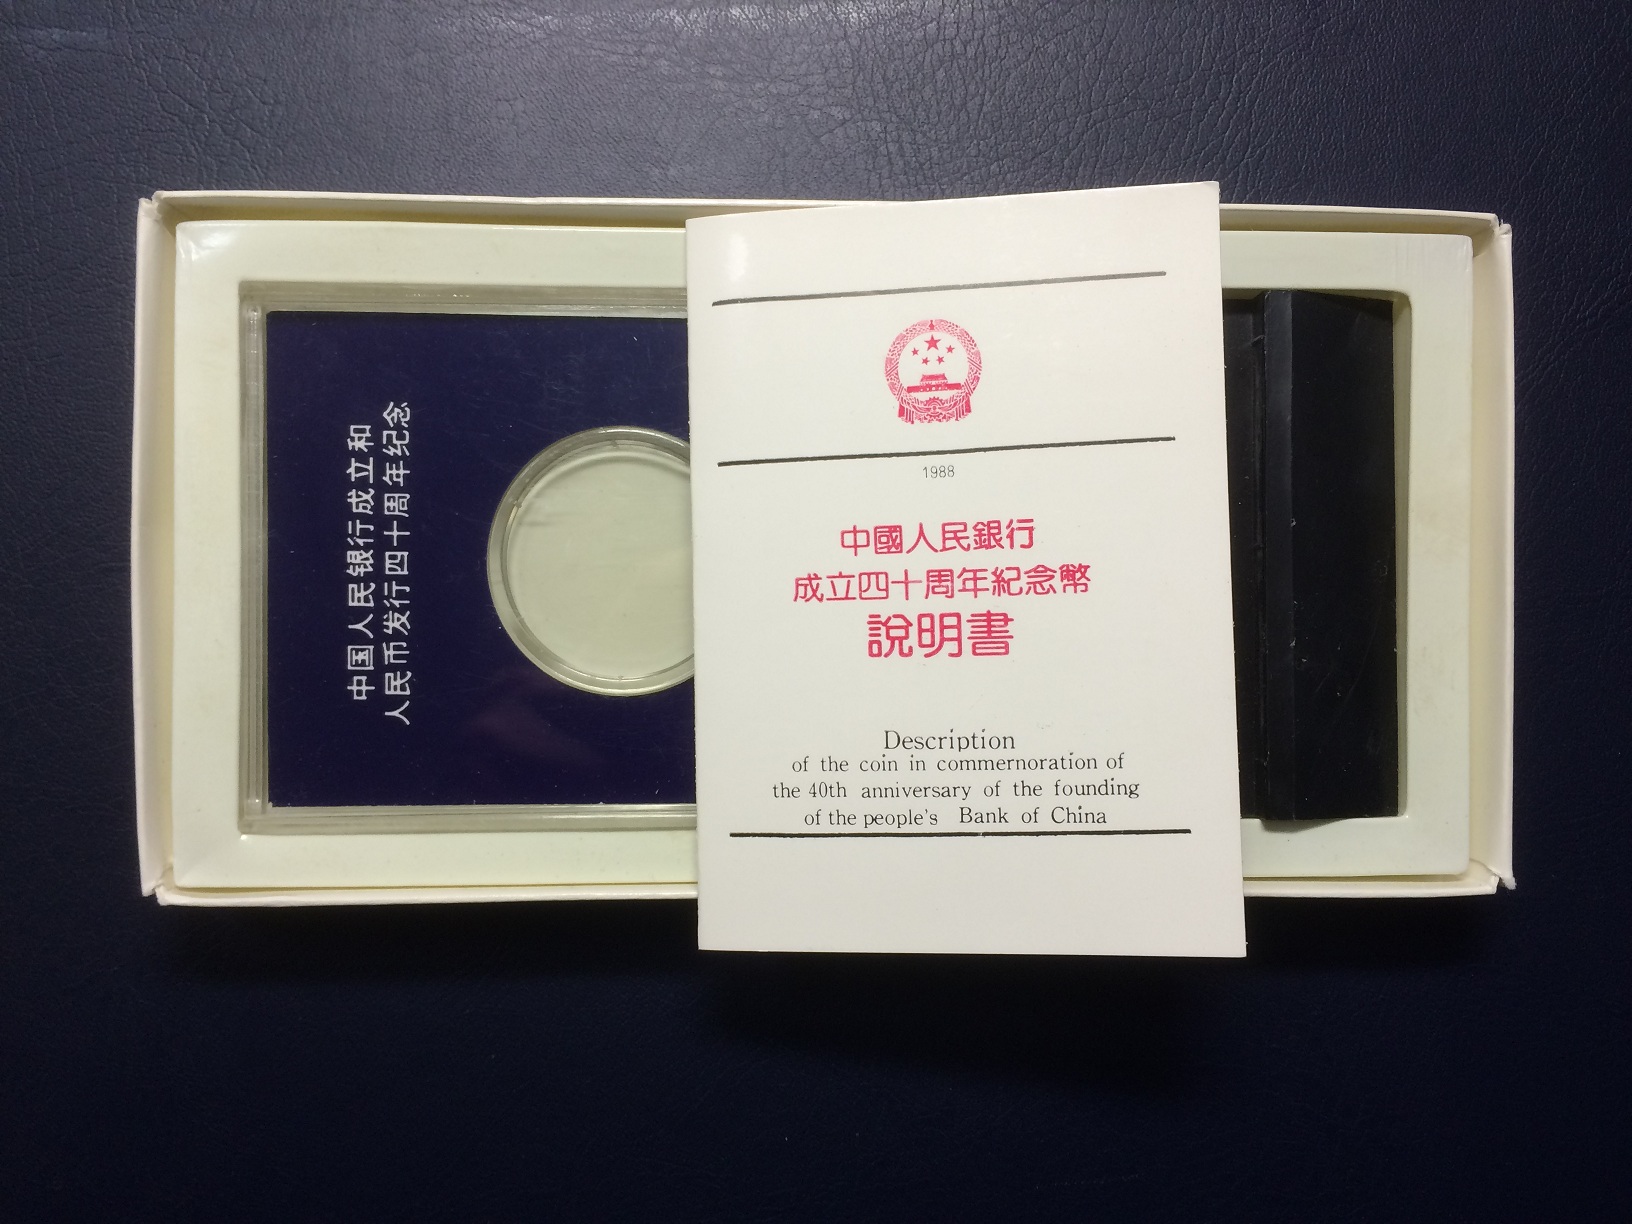 中国人民银行成立和
人民币发行四十周年纪念
1988
中國人民銀行
成立四十周年紀念幣
說明書
Description
of the coin in commernoration of
the 40th anniversary of the founding
of the people's Bank of China